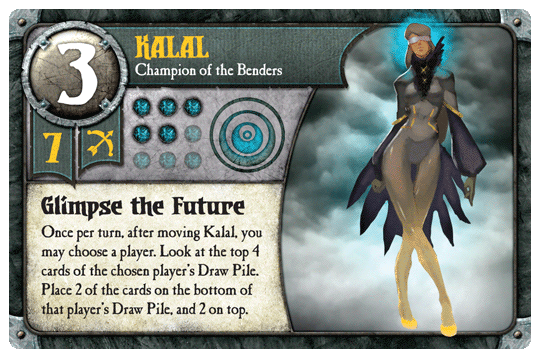 3
KALAL
Champion of the Benders
7
Glimpse the Future
Once per turn, after moving Kalal, you
may choose a player. Look at the top 4
cards of the chosen player's Draw Pile.
Place 2 of the cards on the bottom of
that player's Draw Pile, and 2 on top.